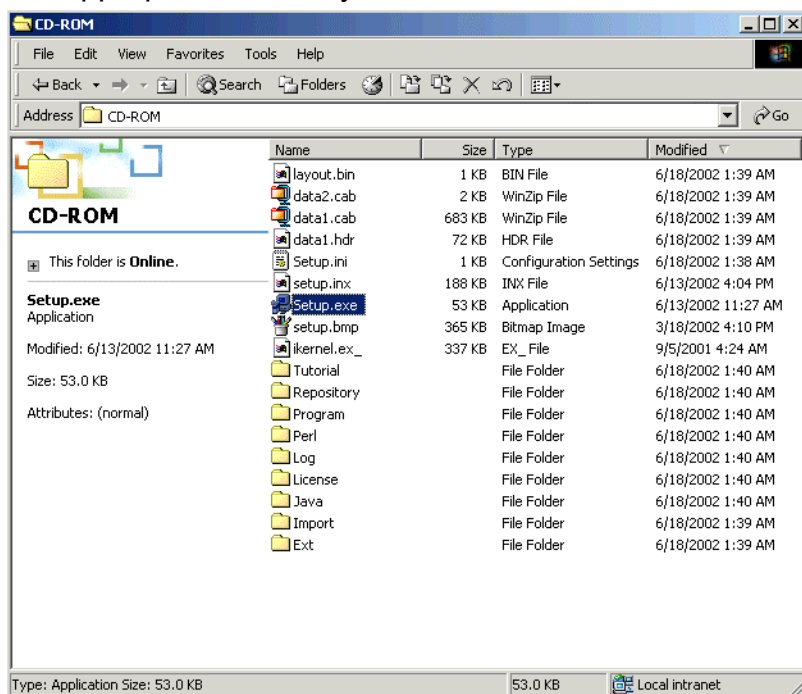 CD-ROM
File Edit View Favorites Tools Help
Back Search Folders
Address CD-ROM Go
CD-ROM
This folder is Online.
Setup.exe
Application
Modified: 6/13/2002 11:27 AM
Size: 53.0 KB
Attributes: (normal)
Name Size Type Modified
layout.bin 1 KB BIN File 6/18/2002 1:39 AM
data2.cab 2 KB WinZip File 6/18/2002 1:39 AM
data1.cab 683 KB WinZip File 6/18/2002 1:39 AM
data1.hdr 72 KB HDR File 6/18/2002 1:39 AM
Setup.ini 1 KB Configuration Settings 6/18/2002 1:38 AM
setup.inx 188 KB INX File 6/13/2002 4:04 PM
Setup.exe 53 KB Application 6/13/2002 11:27 AM
setup.bmp 365 KB Bitmap Image 3/18/2002 4:10 PM
ikernel.ex_ 337 KB EX_ File 9/5/2001 4:24 AM
Tutorial File Folder 6/18/2002 1:40 AM
Repository File Folder 6/18/2002 1:40 AM
Program File Folder 6/18/2002 1:40 AM
Perl File Folder 6/18/2002 1:40 AM
Log File Folder 6/18/2002 1:40 AM
License File Folder 6/18/2002 1:40 AM
Java File Folder 6/18/2002 1:40 AM
Import File Folder 6/18/2002 1:39 AM
Ext File Folder 6/18/2002 1:39 AM
Type: Application Size: 53.0 KB 53.0 KB Local intranet